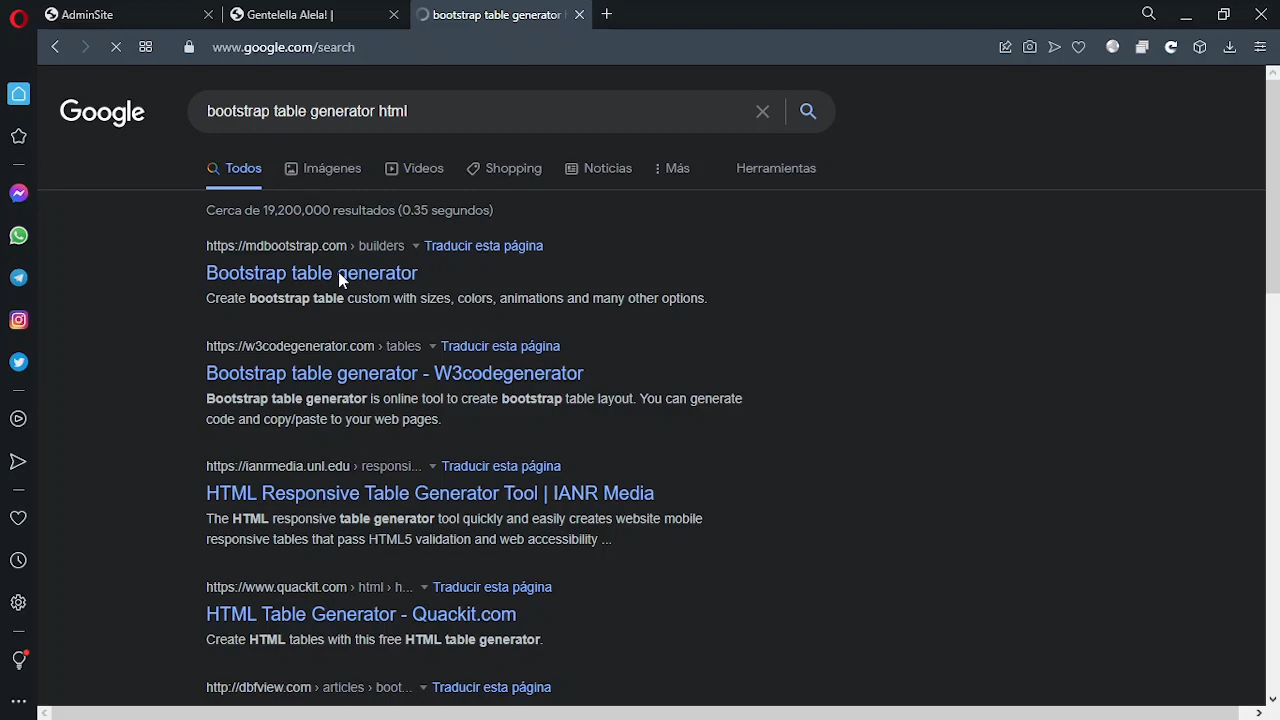 AdminSite
Gentelella Alela! |
bootstrap table generator
www.google.com/search
Google
bootstrap table generator html
Todos
Imágenes
Videos
Shopping
Noticias
Más
Herramientas
Cerca de 19,200,000 resultados (0.35 segundos)
https://mdbootstrap.com › builders
Traducir esta página
Bootstrap table generator
Create bootstrap table custom with sizes, colors, animations and many other options.
https://w3codegenerator.com › tables
Traducir esta página
Bootstrap table generator - W3codegenerator
Bootstrap table generator is online tool to create bootstrap table layout. You can generate
code and copy/paste to your web pages.
https://ianrmedia.unl.edu › responsi...
Traducir esta página
HTML Responsive Table Generator Tool | IANR Media
The HTML responsive table generator tool quickly and easily creates website mobile
responsive tables that pass HTML5 validation and web accessibility ...
https://www.quackit.com › html › h...
Traducir esta página
HTML Table Generator - Quackit.com
Create HTML tables with this free HTML table generator.
http://dbfview.com › articles › boot...
Traducir esta página